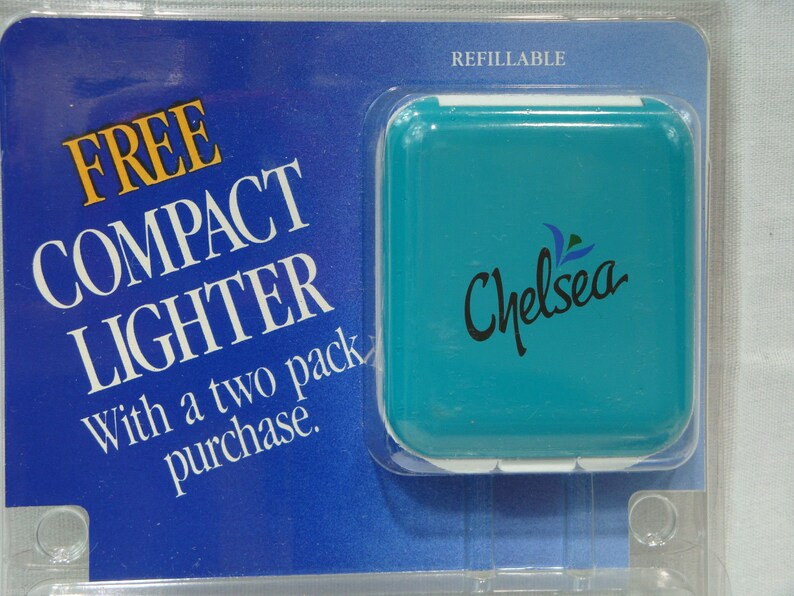 REFILLABLE
FREE
COMPACT
LIGHTER
With a two pack
purchase.
Chelsea